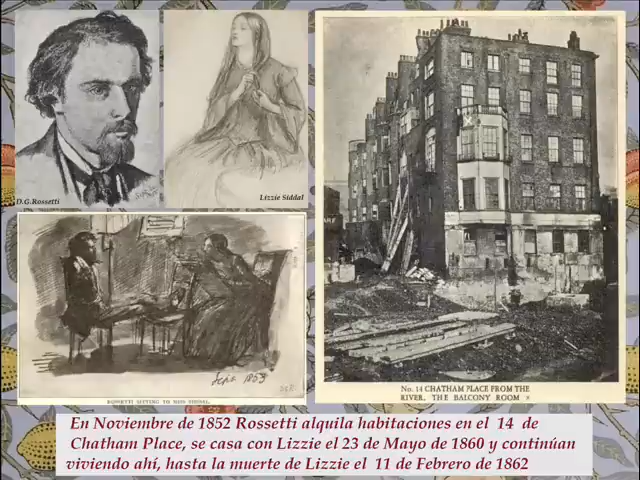 D.G.Rossetti
Lizzie Siddal
Sept 1853
ROSSETTI SITTING TO MISS SIDDAL.
No. 14 CHATHAM PLACE FROM THE
RIVER. THE BALCONY ROOM ×
En Noviembre de 1852 Rossetti alquila habitaciones en el 14 de
Chatham Place, se casa con Lizzie el 23 de Mayo de 1860 y continúan
viviendo ahí, hasta la muerte de Lizzie el 11 de Febrero de 1862